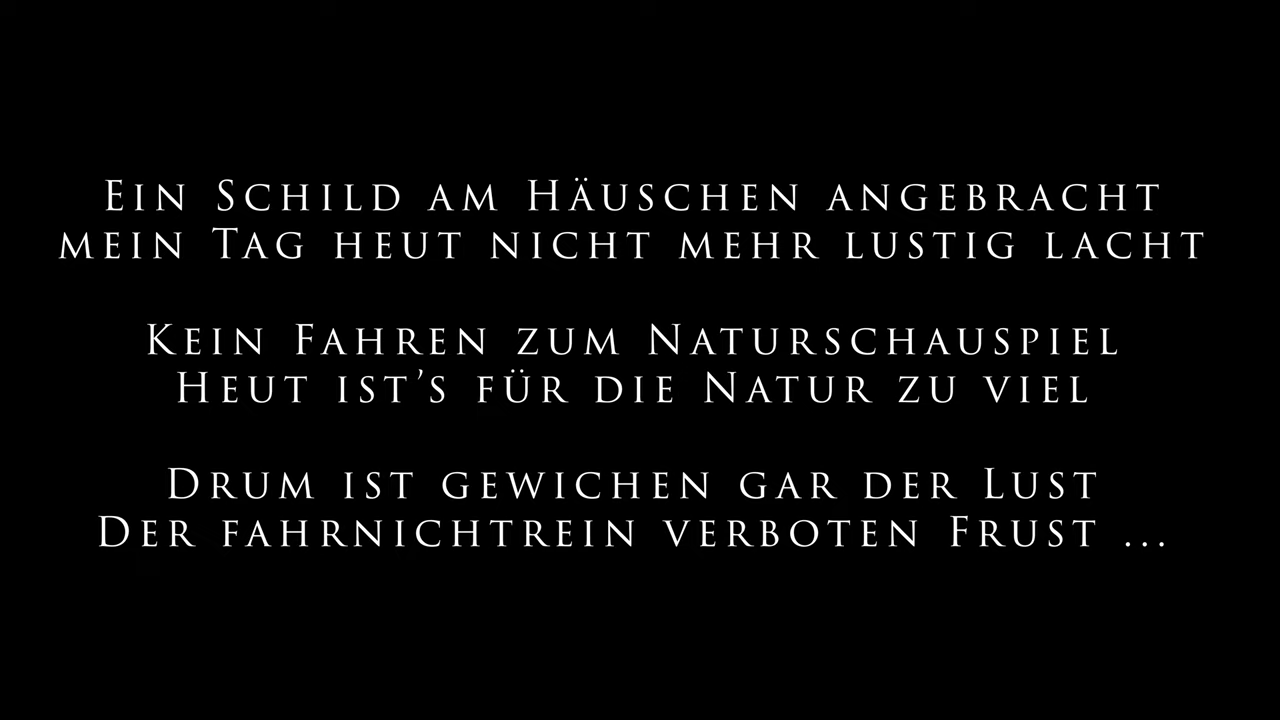 Ein Schild am Häuschen angebracht
mein Tag heut nicht mehr lustig lacht
Kein Fahren zum Naturschauspiel
Heut ist’s für die Natur zu viel
Drum ist gewichen gar der Lust
Der fahrnichtrein verboten Frust ...